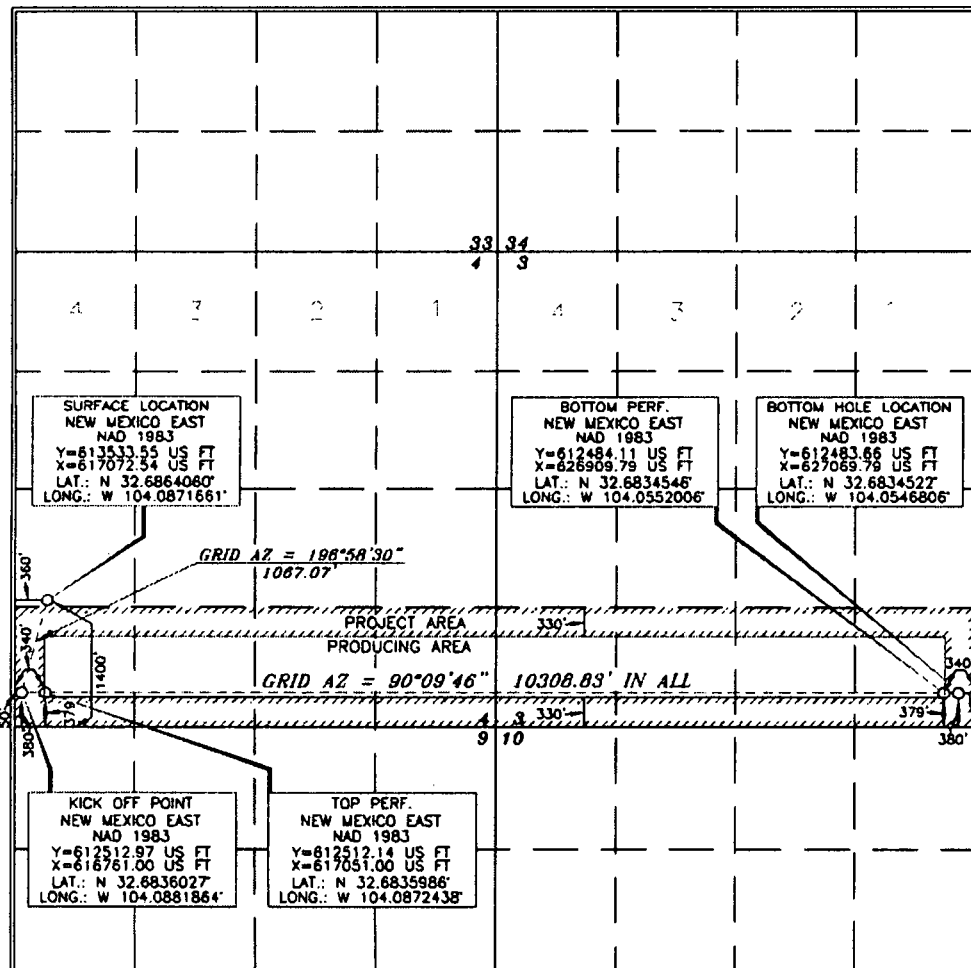 33 34
4 3
4 3 2 1 4 3 2 1
SURFACE LOCATION
NEW MEXICO EAST
NAD 1983
Y=613533.55 US FT
X=617072.54 US FT
LAT.: N 32.6864060°
LONG.: W 104.0871661°
BOTTOM PERF.
NEW MEXICO EAST
NAD 1983
Y=612484.11 US FT
X=626909.79 US FT
LAT.: N 32.6834546°
LONG.: W 104.0552006°
BOTTOM HOLE LOCATION
NEW MEXICO EAST
NAD 1983
Y=612483.66 US FT
X=627069.79 US FT
LAT.: N 32.6834522°
LONG.: W 104.0546806°
GRID AZ = 196°58'30"
1067.07'
360'
PROJECT AREA
330'
PRODUCING AREA
340'
1400'
GRID AZ = 90°09'46" 10308.83' IN ALL
340'
379'
330'
379'
380'
380'
4 3
9 10
KICK OFF POINT
NEW MEXICO EAST
NAD 1983
Y=612512.97 US FT
X=616761.00 US FT
LAT.: N 32.6836027°
LONG.: W 104.0881864°
TOP PERF.
NEW MEXICO EAST
NAD 1983
Y=612512.14 US FT
X=617051.00 US FT
LAT.: N 32.6835986°
LONG.: W 104.0872438°